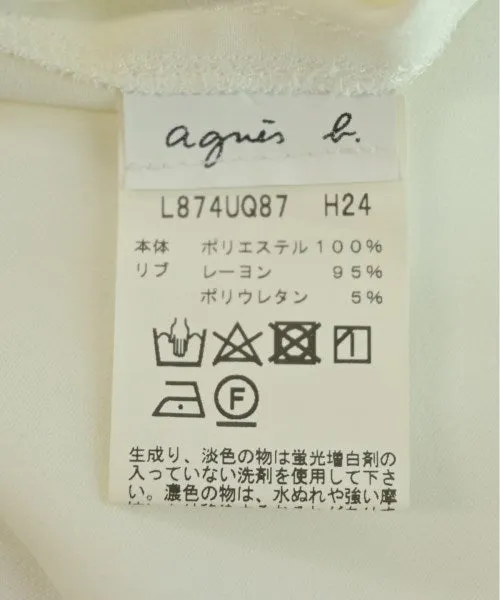 agnès b.
L874UQ87 H24
本体 ポリエステル 100%
リブ レーヨン 95%
ポリウレタン 5%
F
生成り、淡色の物は蛍光増白剤の
入っていない洗剤を使用して下さ
い。濃色の物は、水ぬれや強い摩